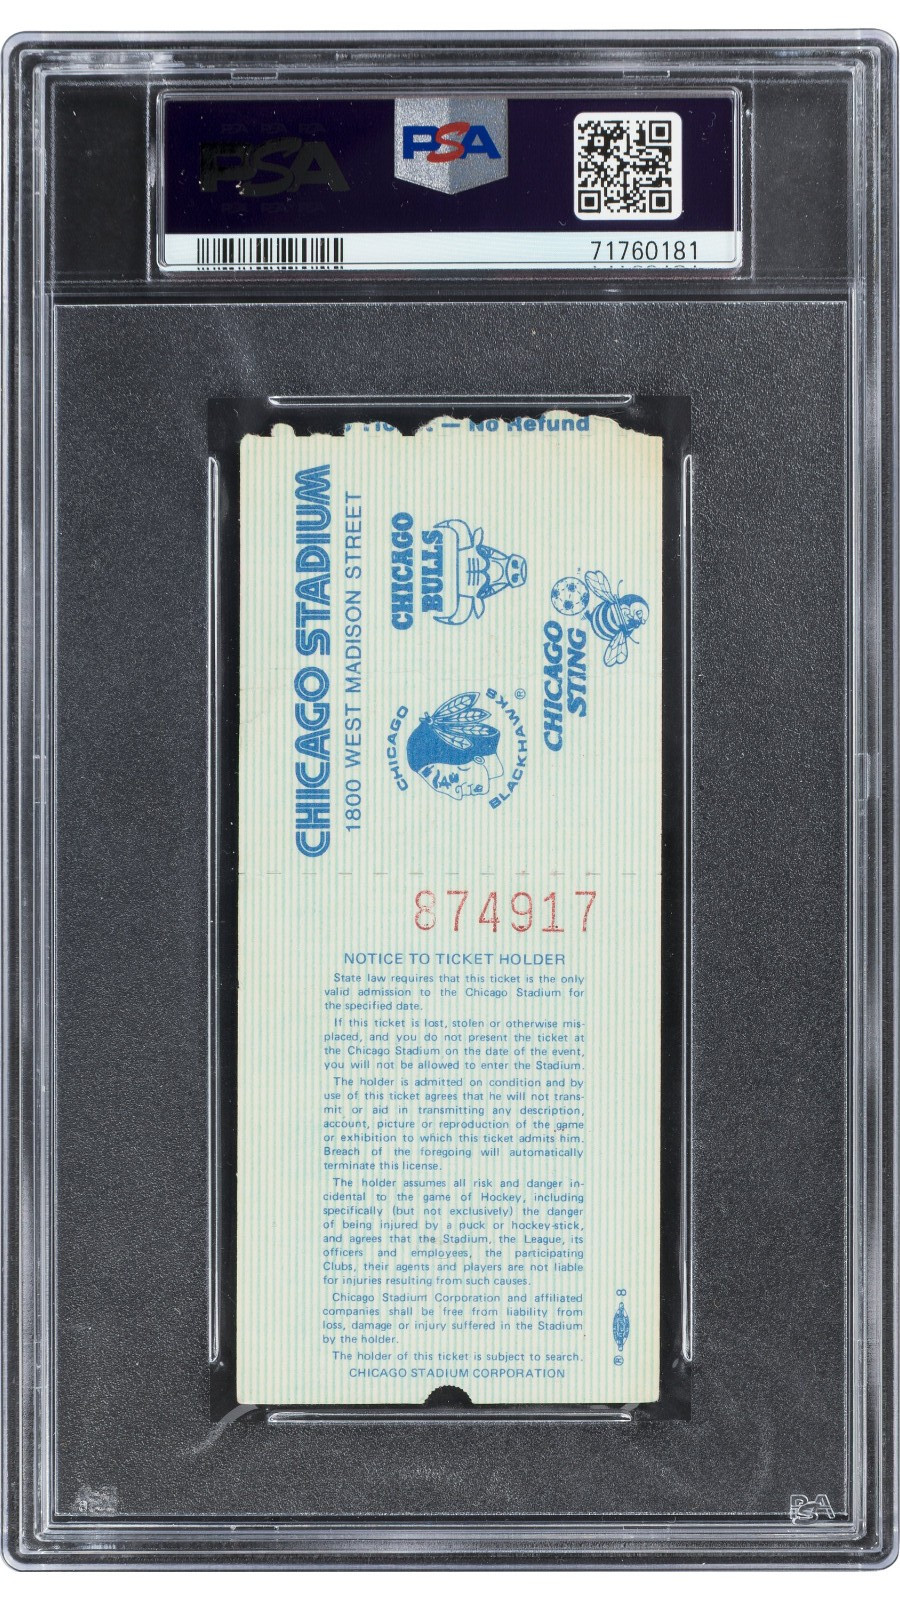 PSA
71760181
— No Refund
CHICAGO STADIUM
1800 WEST MADISON STREET
CHICAGO
BULLS
CHICAGO
BLACKHAWKS ®
CHICAGO
STING
874917
NOTICE TO TICKET HOLDER
State law requires that this ticket is the only
valid admission to the Chicago Stadium for
the specified date.
If this ticket is lost, stolen or otherwise mis-
placed, and you do not present the ticket at
the Chicago Stadium on the date of the event,
you will not be allowed to enter the Stadium.
The holder is admitted on condition and by
use of this ticket agrees that he will not trans-
mit or aid in transmitting any description,
account, picture or reproduction of the game
or exhibition to which this ticket admits him.
Breach of the foregoing will automatically
terminate this license.
The holder assumes all risk and danger in-
cidental to the game of Hockey, including
specifically (but not exclusively) the danger
of being injured by a puck or hockey-stick,
and agrees that the Stadium, the League, its
officers and employees, the participating
Clubs, their agents and players are not liable
for injuries resulting from such causes.
Chicago Stadium Corporation and affiliated
companies shall be free from liability from
loss, damage or injury suffered in the Stadium
by the holder.
The holder of this ticket is subject to search.
CHICAGO STADIUM CORPORATION
8
®
PSA